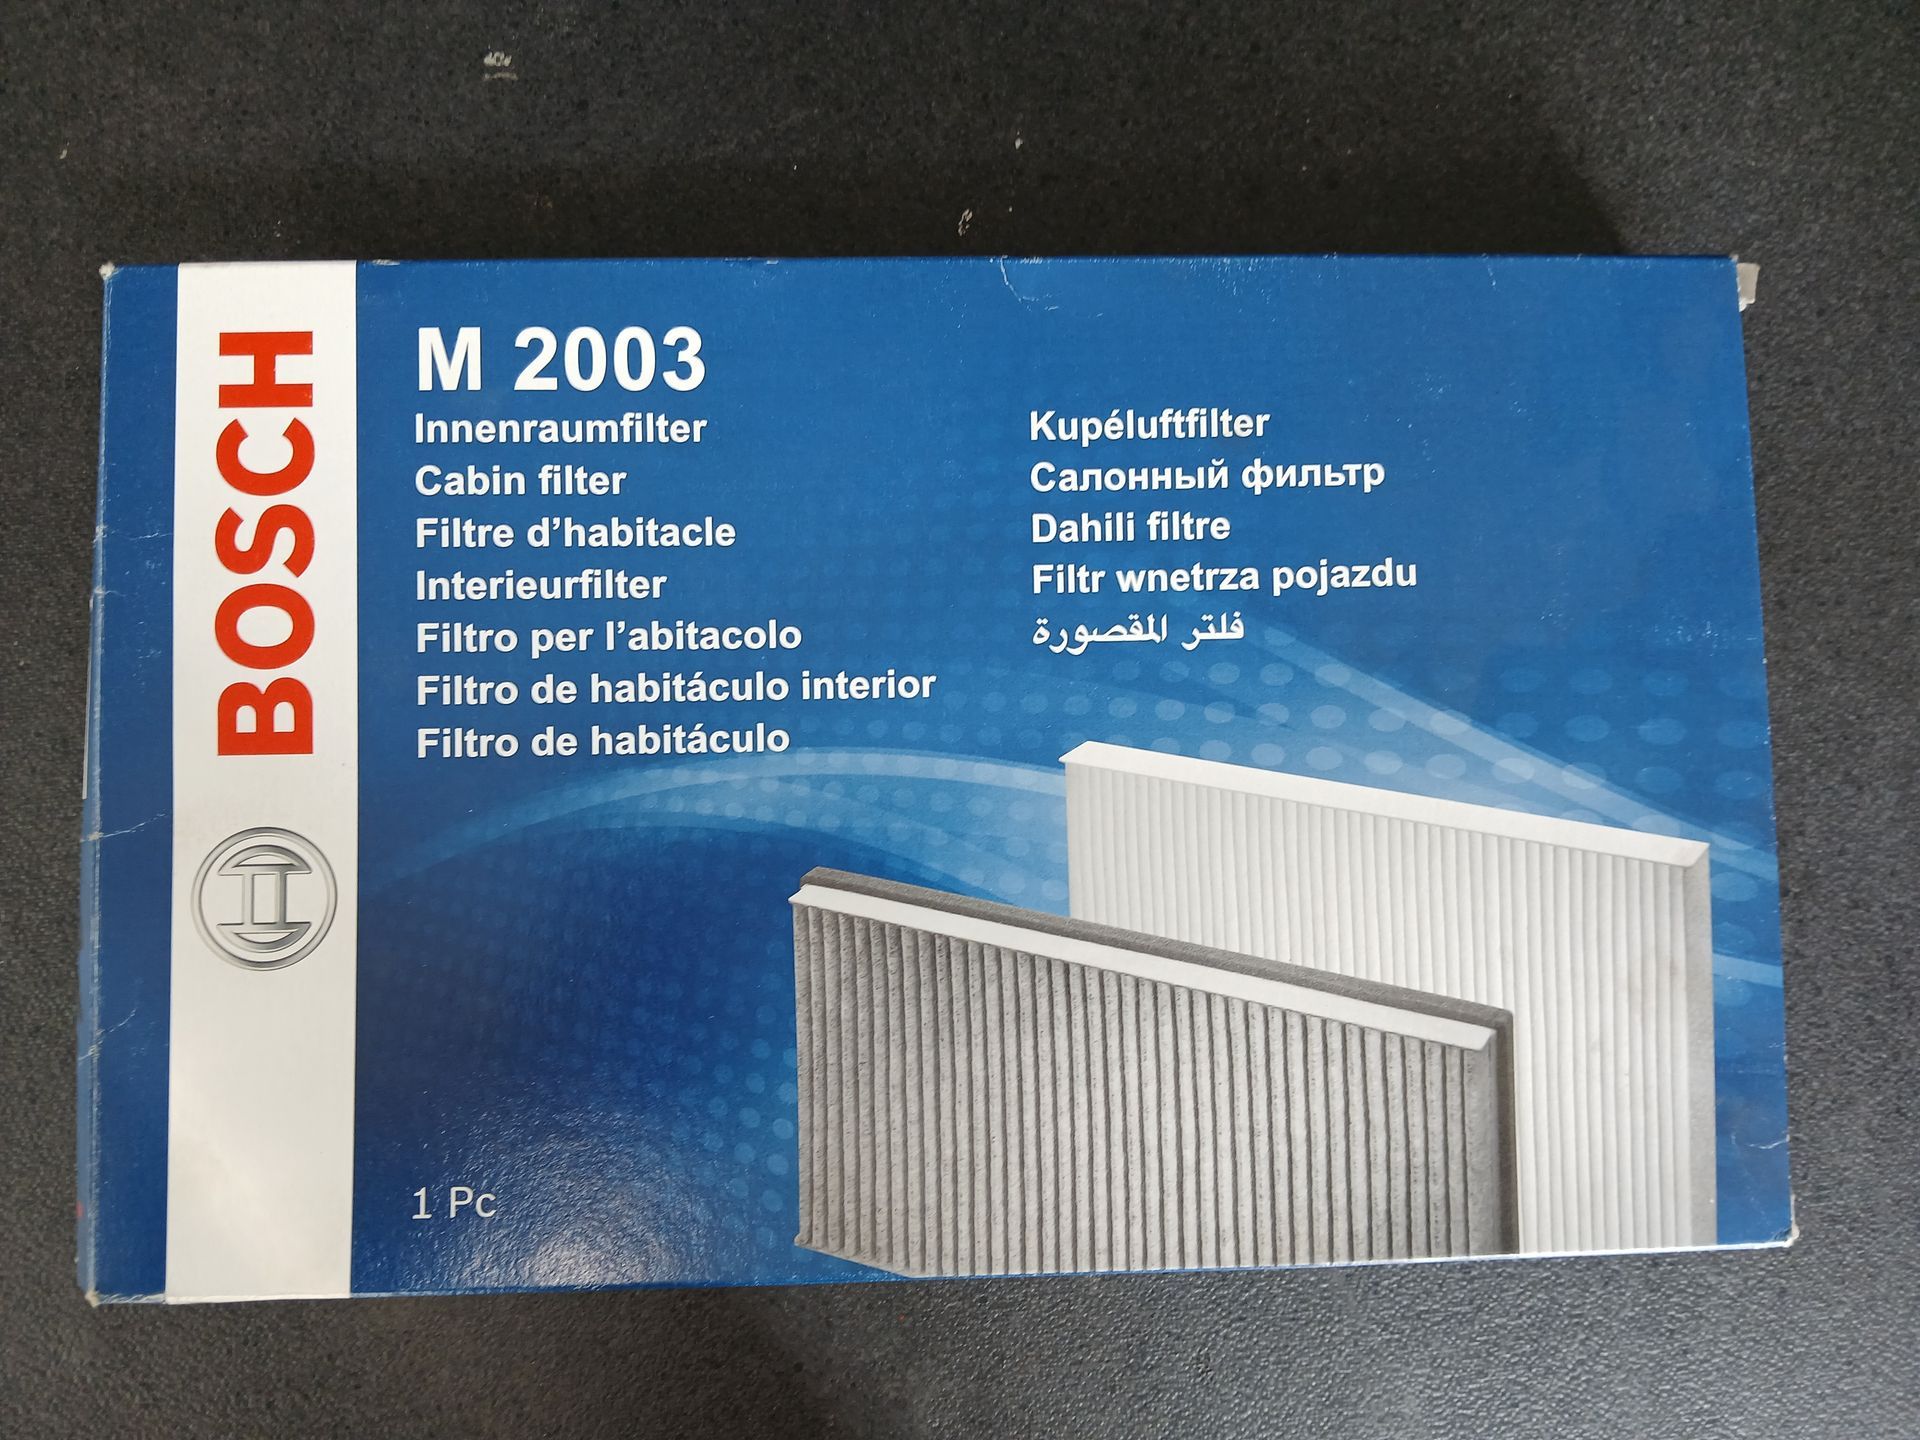 BOSCH
M 2003
Innenraumfilter
Cabin filter
Filtre d’habitacle
Interieurfilter
Filtro per l’abitacolo
Filtro de habitáculo interior
Filtro de habitáculo
Kupéluftfilter
Салонный фильтр
Dahili filtre
Filtr wnetrza pojazdu
فلتر المقصورة
1 Pc